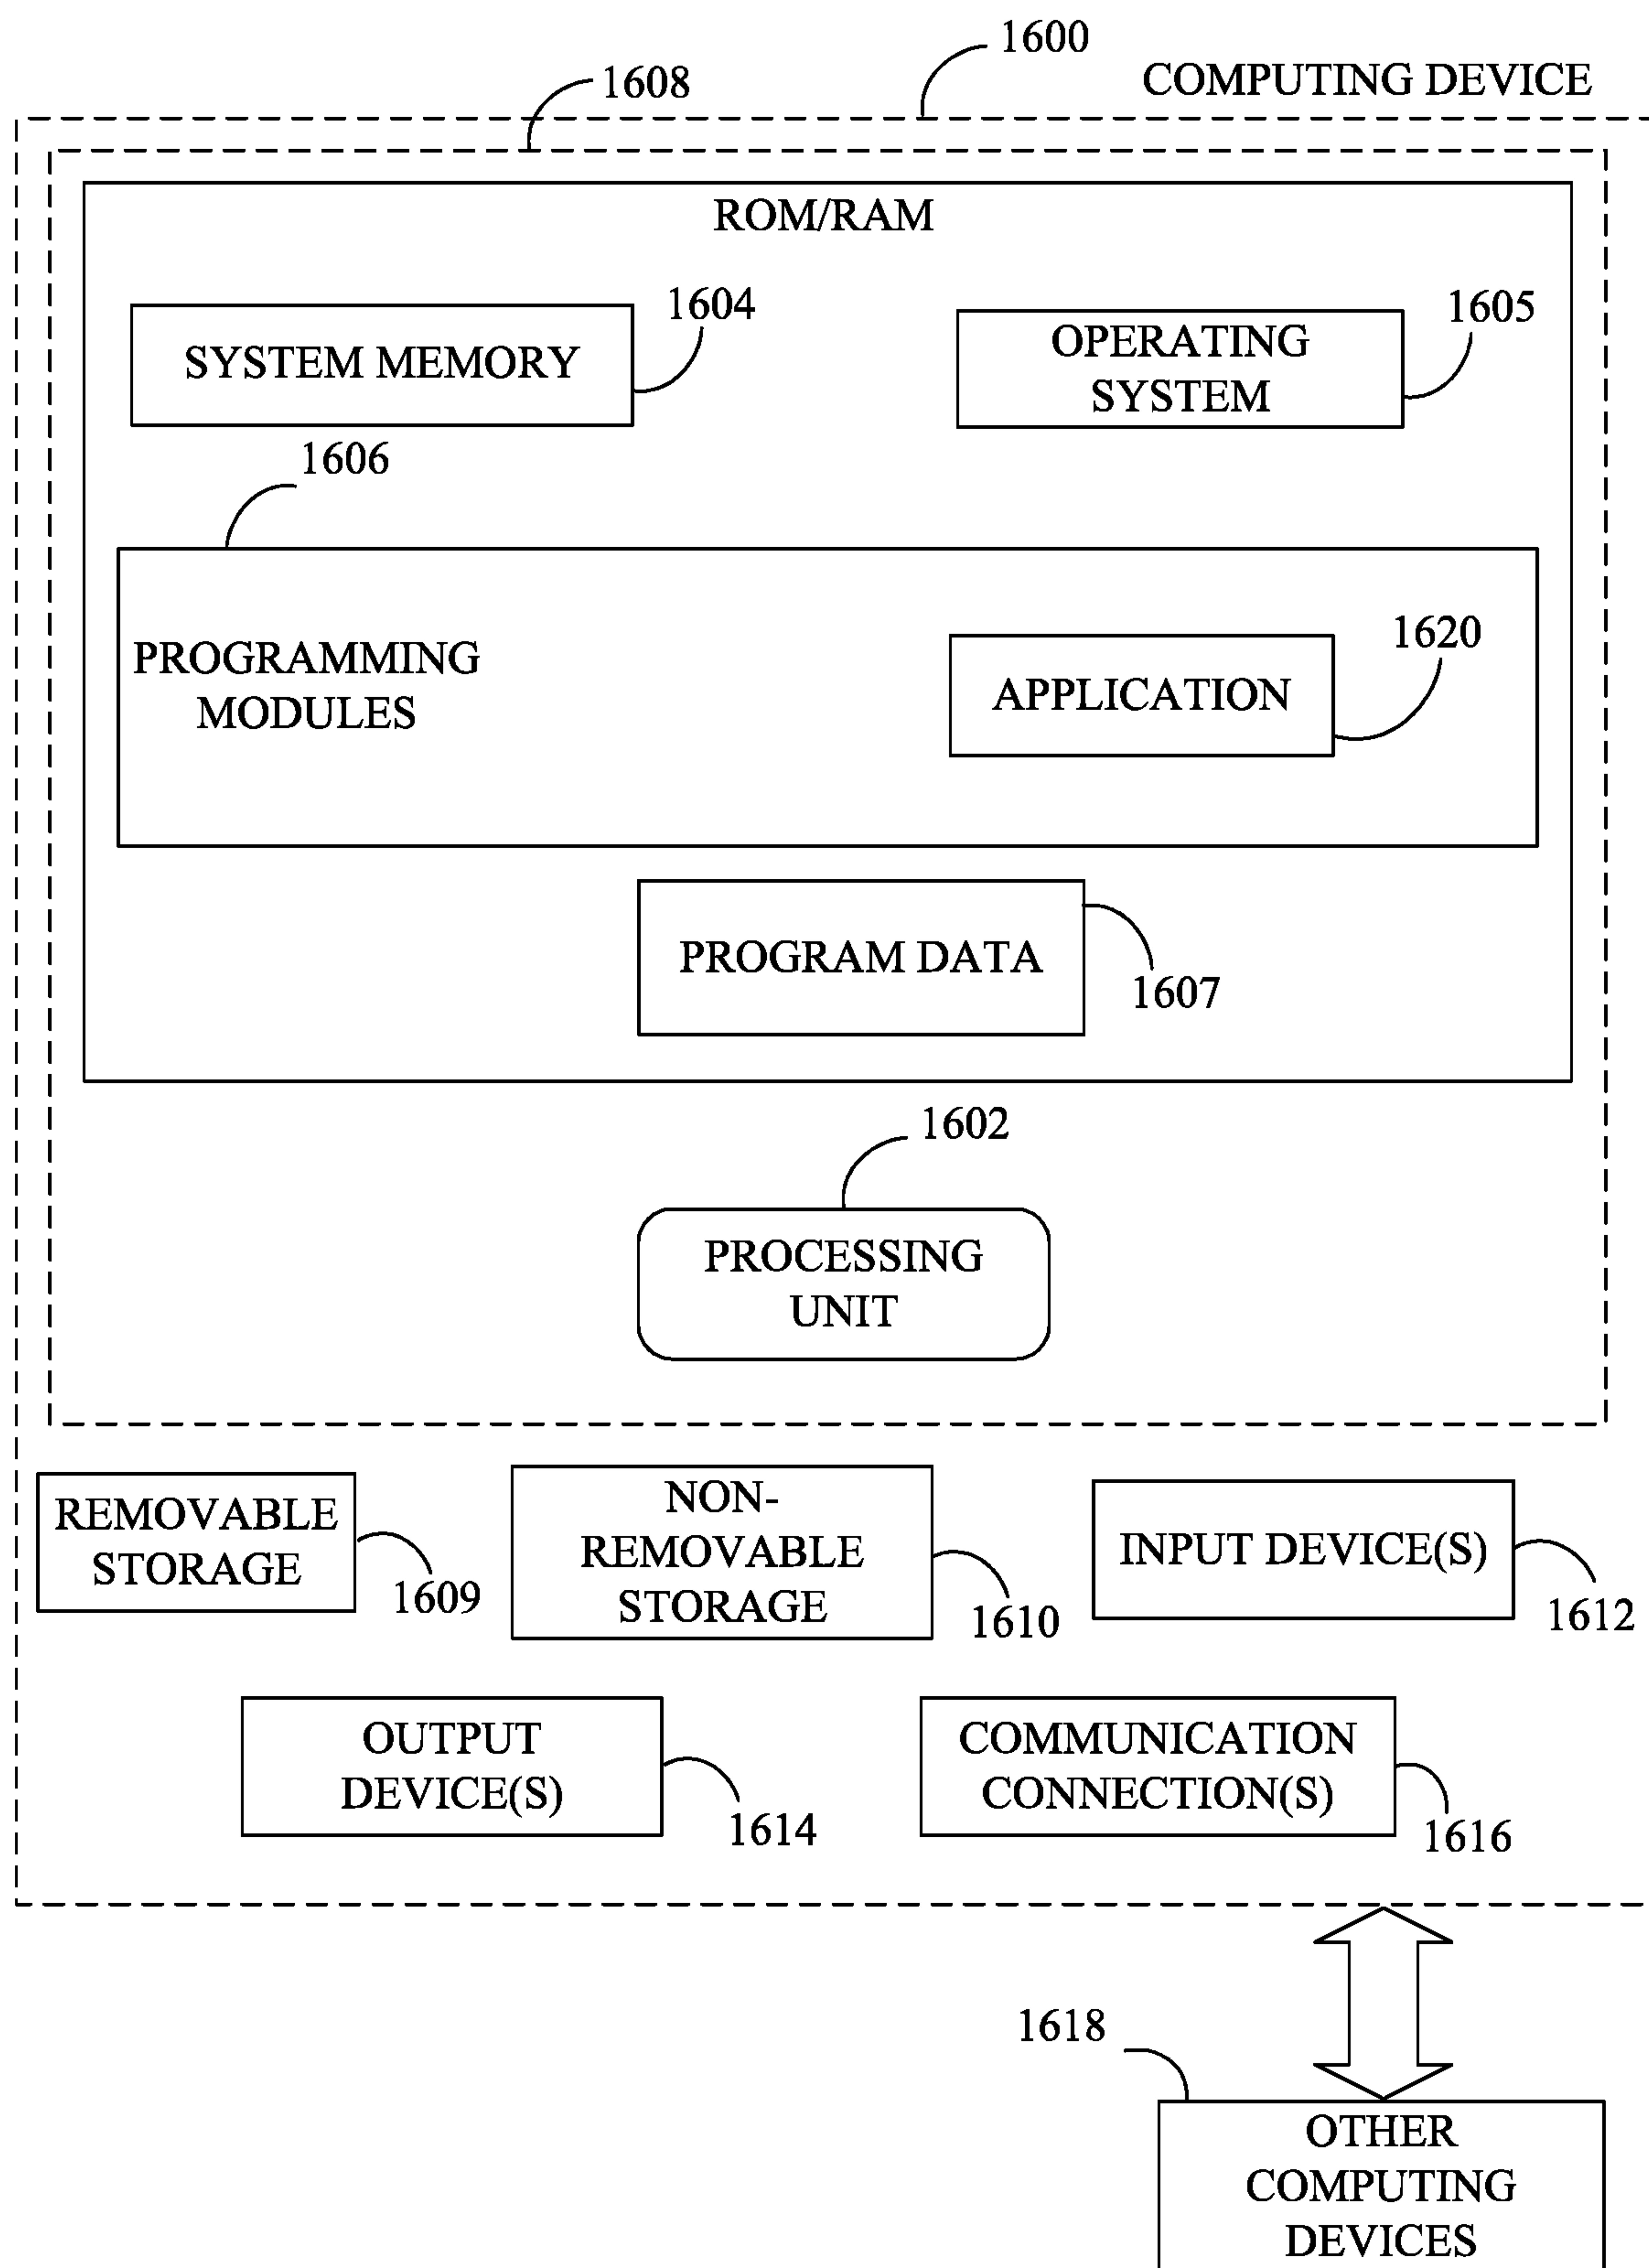 1600
COMPUTING DEVICE
1608
ROM/RAM
SYSTEM MEMORY
1604
OPERATING
SYSTEM
1605
1606
PROGRAMMING
MODULES
APPLICATION
1620
PROGRAM DATA
1607
1602
PROCESSING
UNIT
REMOVABLE
STORAGE
1609
NON-
REMOVABLE
STORAGE
1610
INPUT DEVICE(S)
1612
OUTPUT
DEVICE(S)
1614
COMMUNICATION
CONNECTION(S)
1616
1618
OTHER
COMPUTING
DEVICES